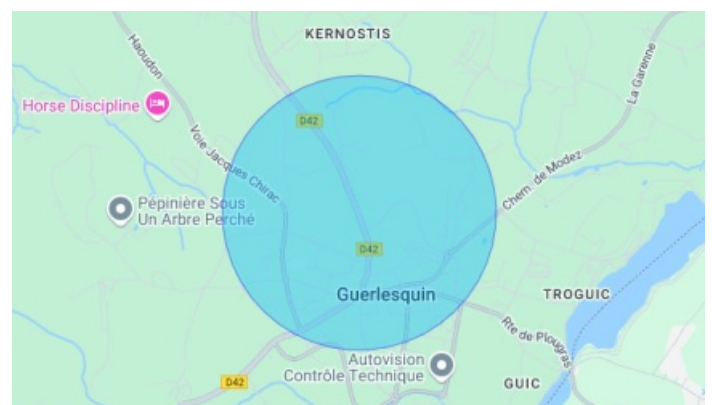 KERNOSTIS
Haoudon
La Garenne
Horse Discipline
D42
Voie Jacques Chirac
Chem. de Modez
Pépinière Sous
Un Arbre Perché
D42
Guerlesquin
TROGUIC
Rte de Plougras
Autovision
Contrôle Technique
D42
GUIC